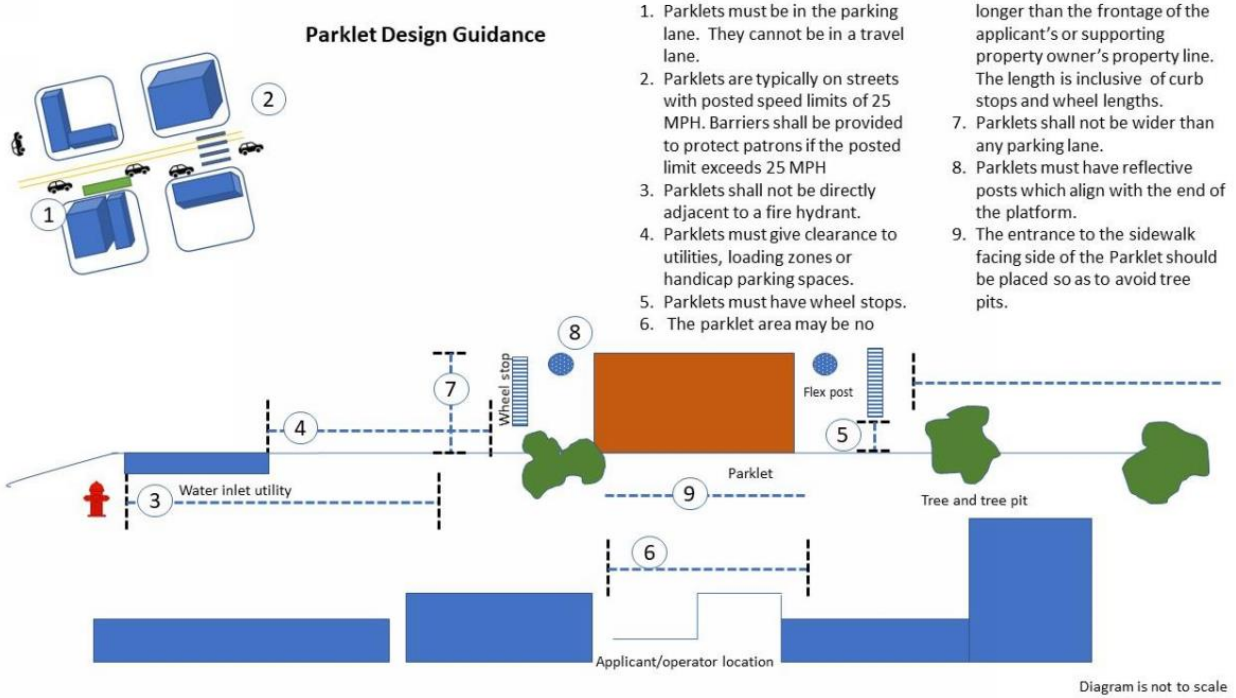 Parklet Design Guidance
1
2
1. Parklets must be in the parking
lane. They cannot be in a travel
lane.
2. Parklets are typically on streets
with posted speed limits of 25
MPH. Barriers shall be provided
to protect patrons if the posted
limit exceeds 25 MPH
3. Parklets shall not be directly
adjacent to a fire hydrant.
4. Parklets must give clearance to
utilities, loading zones or
handicap parking spaces.
5. Parklets must have wheel stops.
6. The parklet area may be no
longer than the frontage of the
applicant's or supporting
property owner's property line.
The length is inclusive of curb
stops and wheel lengths.
7. Parklets shall not be wider than
any parking lane.
8. Parklets must have reflective
posts which align with the end of
the platform.
9. The entrance to the sidewalk
facing side of the Parklet should
be placed so as to avoid tree
pits.
8
7
Wheel stop
Flex post
4
5
Parklet
3
Water inlet utility
9
Tree and tree pit
6
Applicant/operator location
Diagram is not to scale